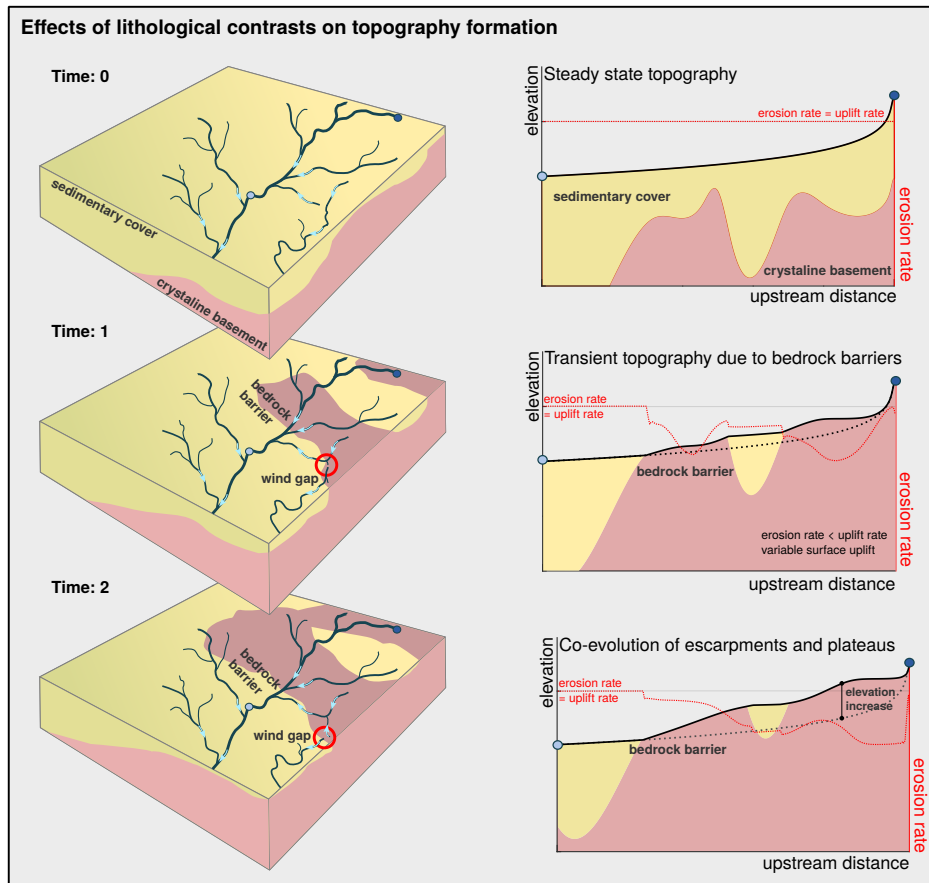 Effects of lithological contrasts on topography formation
Time: 0
sedimentary cover
crystaline basement
Steady state topography
elevation
erosion rate = uplift rate
sedimentary cover
crystaline basement
erosion rate
upstream distance
Time: 1
bedrock
barrier
wind gap
Transient topography due to bedrock barriers
elevation
erosion rate
= uplift rate
bedrock barrier
erosion rate < uplift rate
variable surface uplift
erosion rate
upstream distance
Time: 2
bedrock
barrier
wind gap
Co-evolution of escarpments and plateaus
elevation
erosion rate
= uplift rate
elevation
increase
bedrock barrier
erosion rate
upstream distance